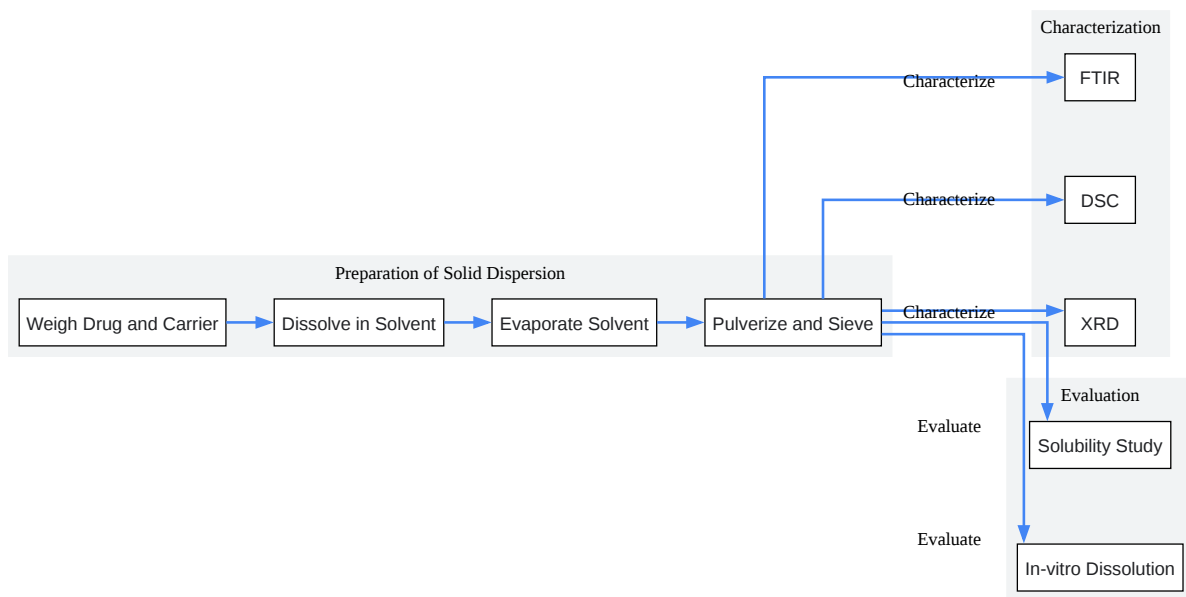 Characterization
Characterize
FTIR
Characterize
DSC
Preparation of Solid Dispersion
Weigh Drug and Carrier
Dissolve in Solvent
Evaporate Solvent
Pulverize and Sieve
Characterize
XRD
Evaluation
Evaluate
Solubility Study
Evaluate
In-vitro Dissolution